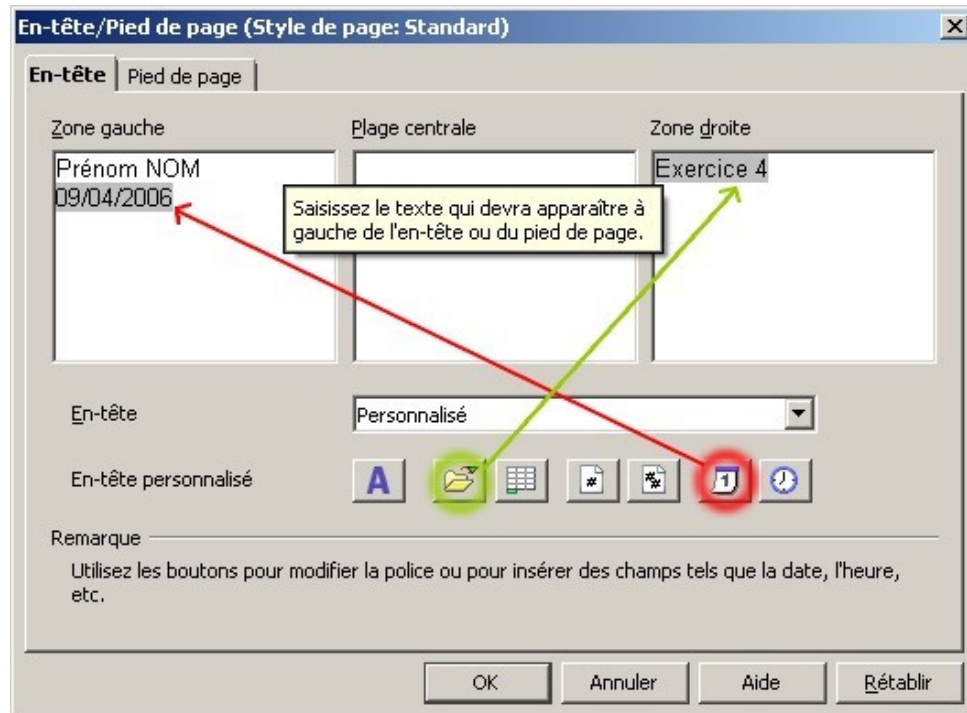 En-tête/Pied de page (Style de page: Standard)
En-tête Pied de page
Zone gauche Plage centrale Zone droite
Prénom NOM
09/04/2006
Exercice 4
Saisissez le texte qui devra apparaître à
gauche de l'en-tête ou du pied de page.
En-tête Personnalisé
En-tête personnalisé
Remarque
Utilisez les boutons pour modifier la police ou pour insérer des champs tels que la date, l'heure,
etc.
OK Annuler Aide Rétablir